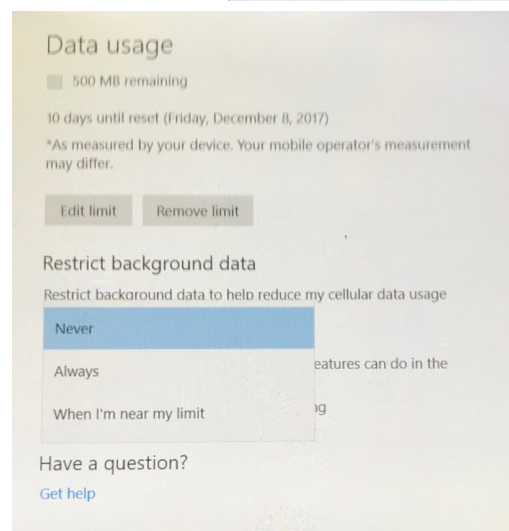 Data usage
500 MB remaining
10 days until reset (Friday, December 8, 2017)
*As measured by your device. Your mobile operator's measurement
may differ.
Edit limit Remove limit
Restrict background data
Restrict background data to help reduce my cellular data usage
Never
Always
eatures can do in the
When I'm near my limit
ng
Have a question?
Get help